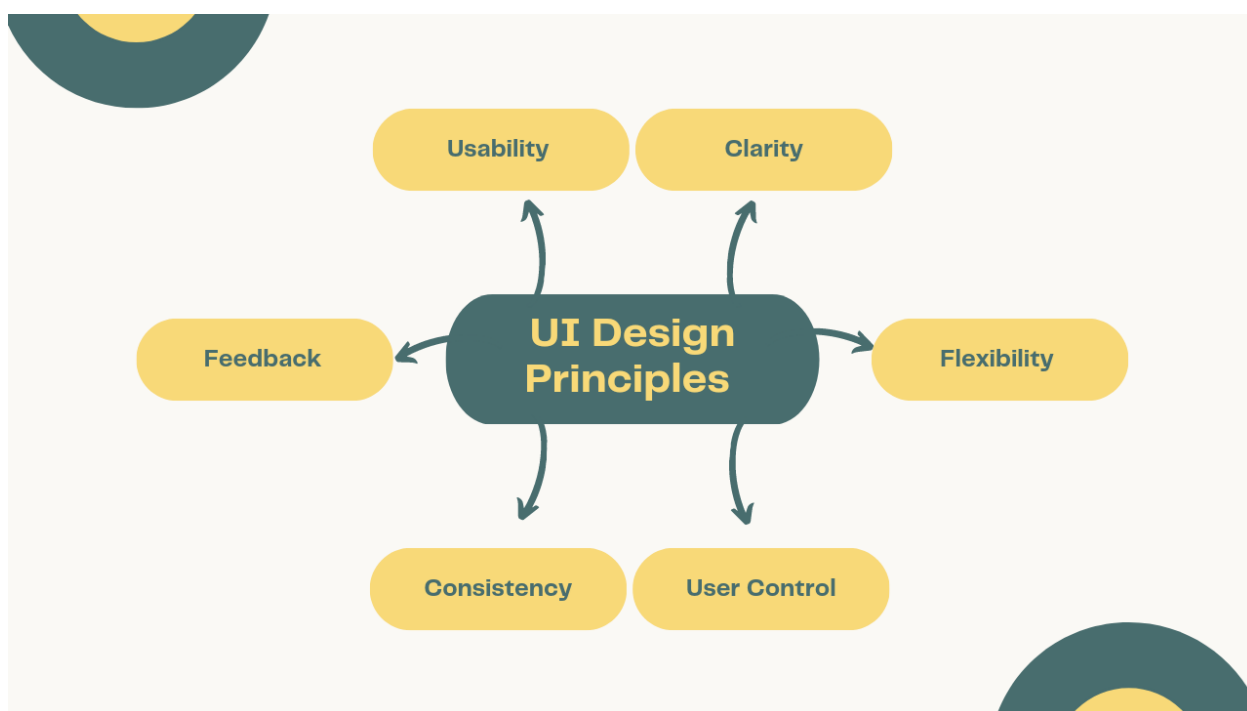 Usability
Clarity
UI Design
Principles
Feedback
Flexibility
Consistency
User Control